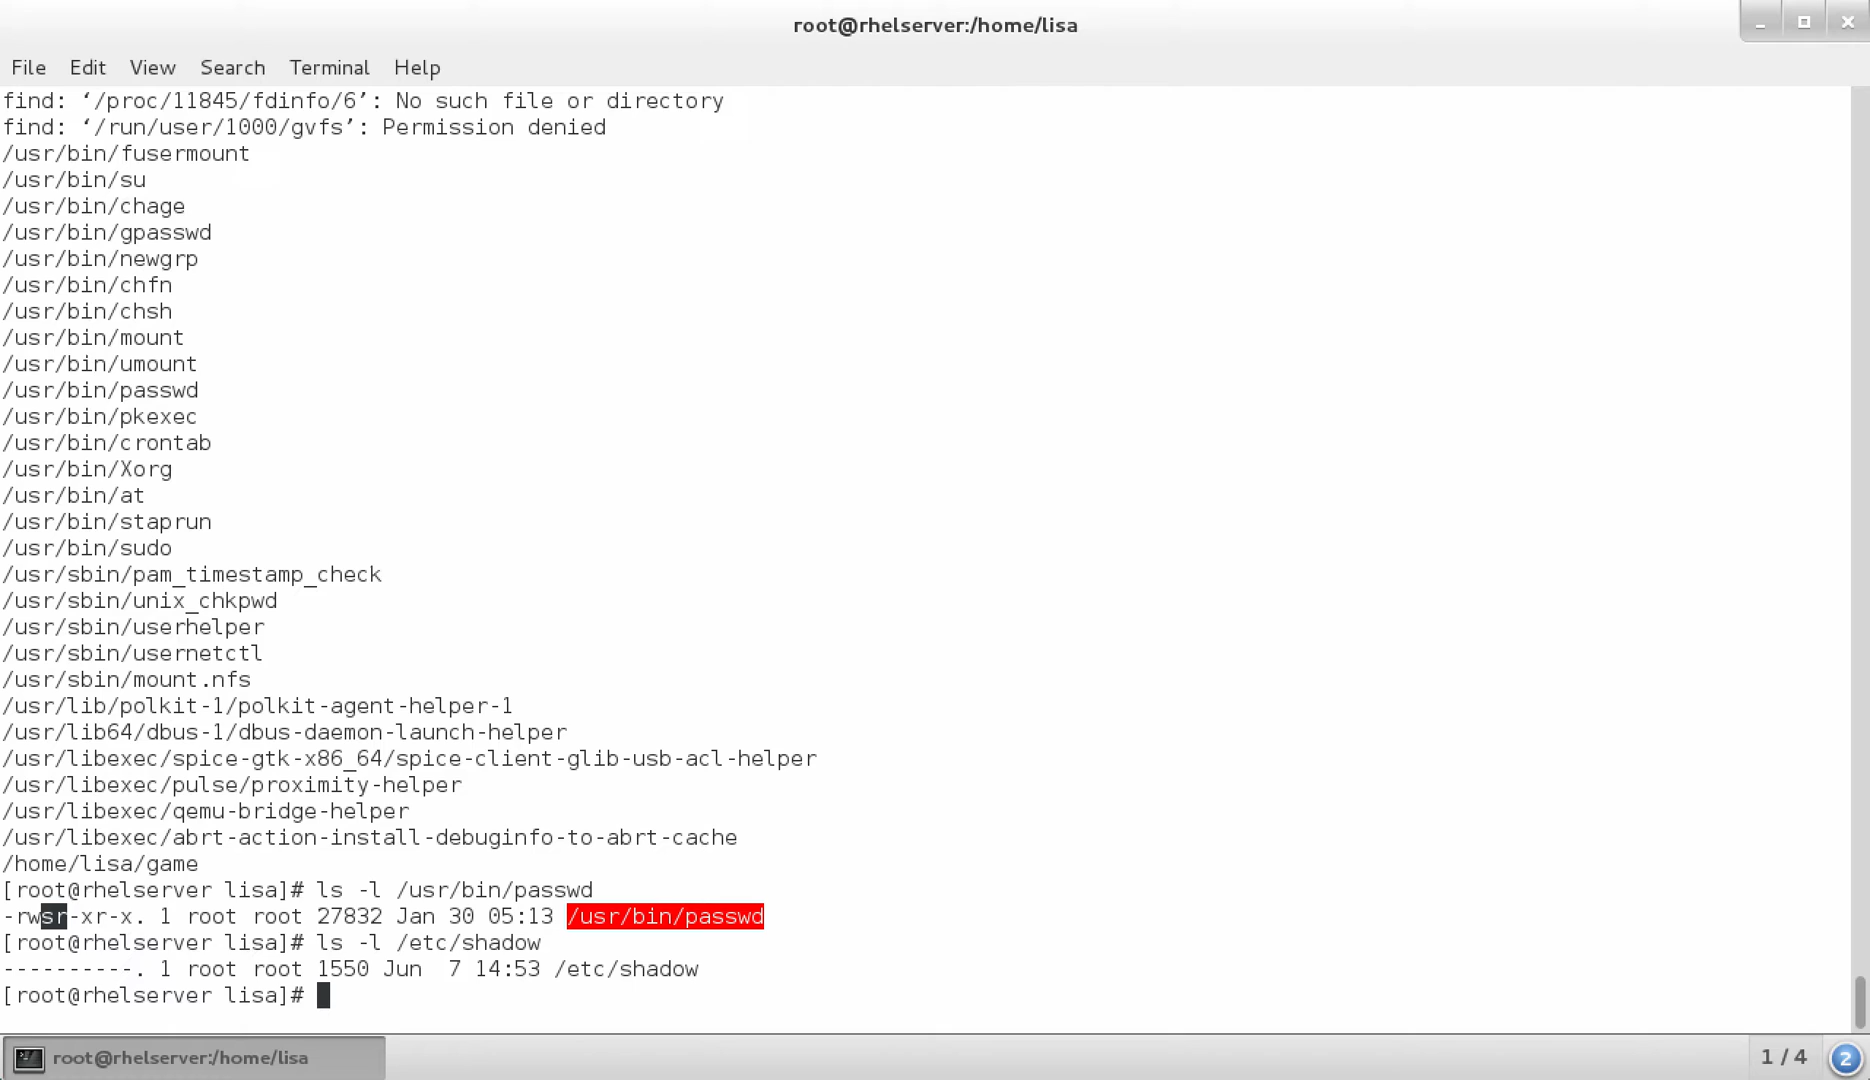 root@rhelserver:/home/lisa
File Edit View Search Terminal Help
find: ‘/proc/11845/fdinfo/6’: No such file or directory
find: ‘/run/user/1000/gvfs’: Permission denied
/usr/bin/fusermount
/usr/bin/su
/usr/bin/chage
/usr/bin/gpasswd
/usr/bin/newgrp
/usr/bin/chfn
/usr/bin/chsh
/usr/bin/mount
/usr/bin/umount
/usr/bin/passwd
/usr/bin/pkexec
/usr/bin/crontab
/usr/bin/Xorg
/usr/bin/at
/usr/bin/staprun
/usr/bin/sudo
/usr/sbin/pam_timestamp_check
/usr/sbin/unix_chkpwd
/usr/sbin/userhelper
/usr/sbin/usernetctl
/usr/sbin/mount.nfs
/usr/lib/polkit-1/polkit-agent-helper-1
/usr/lib64/dbus-1/dbus-daemon-launch-helper
/usr/libexec/spice-gtk-x86_64/spice-client-glib-usb-acl-helper
/usr/libexec/pulse/proximity-helper
/usr/libexec/qemu-bridge-helper
/usr/libexec/abrt-action-install-debuginfo-to-abrt-cache
/home/lisa/game
[root@rhelserver lisa]# ls -l /usr/bin/passwd
-rwsr-xr-x. 1 root root 27832 Jan 30 05:13 /usr/bin/passwd
[root@rhelserver lisa]# ls -l /etc/shadow
----------. 1 root root 1550 Jun  7 14:53 /etc/shadow
[root@rhelserver lisa]#
root@rhelserver:/home/lisa
1 / 4
2